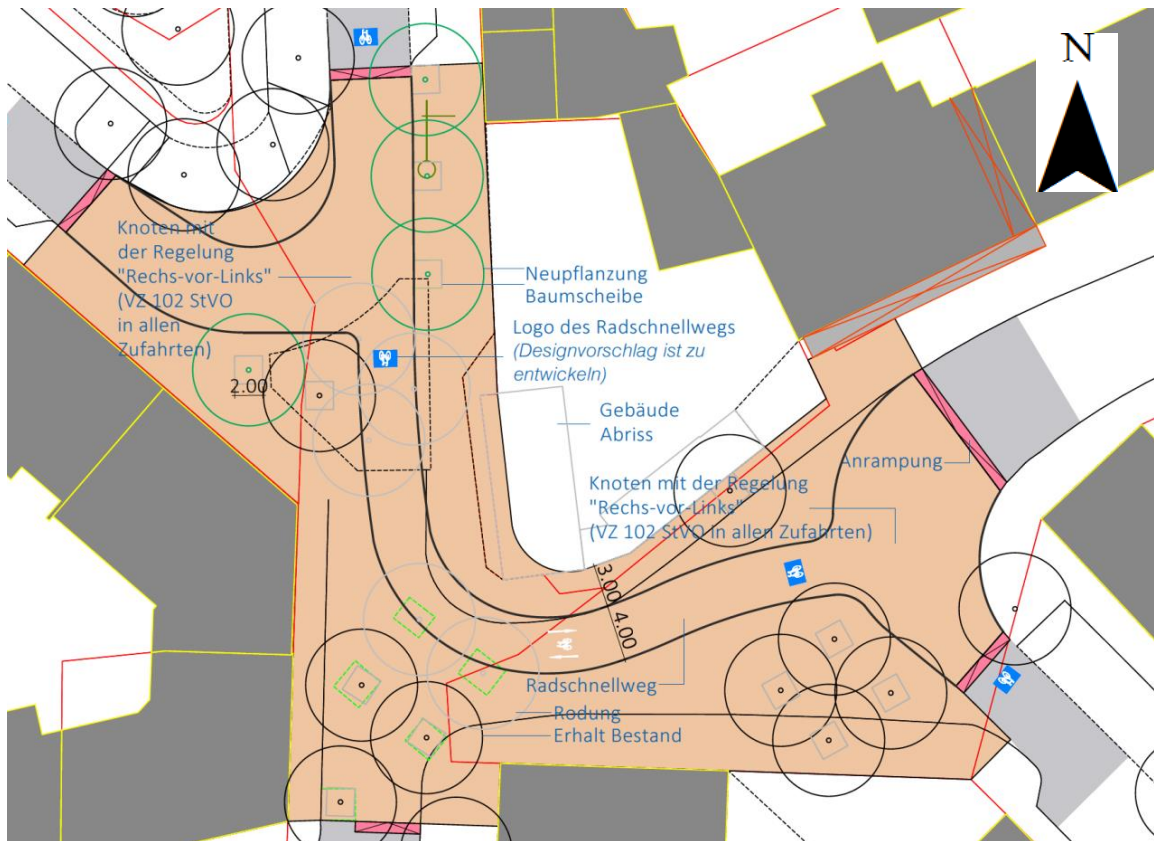 N
Knoten mit
der Regelung
"Rechs-vor-Links"
(VZ 102 StVO
in allen
Zufahrten)
Neupflanzung
Baumscheibe
Logo des Radschnellwegs
(Designvorschlag ist zu
entwickeln)
2.00
Gebäude
Abriss
Anrampung
Knoten mit der Regelung
"Rechs-vor-Links"
(VZ 102 StVO in allen Zufahrten)
3.00
4.00
Radschnellweg
Rodung
Erhalt Bestand